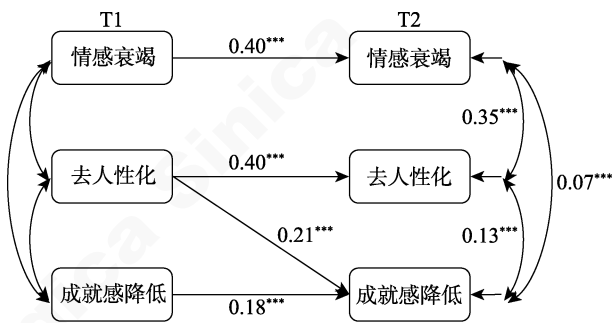 T1 T2
情感衰竭 0.40*** 情感衰竭
0.35***
去人性化 0.40*** 去人性化 0.07***
0.21*** 0.13***
成就感降低 0.18*** 成就感降低
ica Sinica